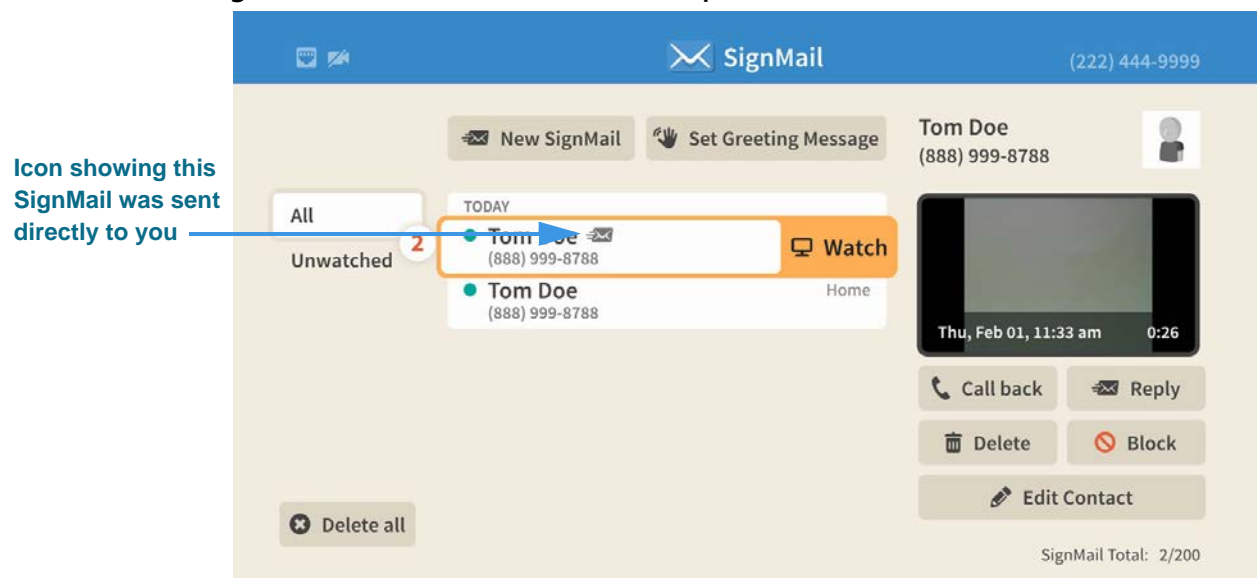 SignMail
(222) 444-9999
New SignMail
Set Greeting Message
Tom Doe
(888) 999-8788
Icon showing this
SignMail was sent
directly to you
All
2
Unwatched
TODAY
Tom Doe
(888) 999-8788
Watch
Tom Doe
Home
(888) 999-8788
Thu, Feb 01, 11:33 am
0:26
Call back
Reply
Delete
Block
Edit Contact
Delete all
SignMail Total: 2/200